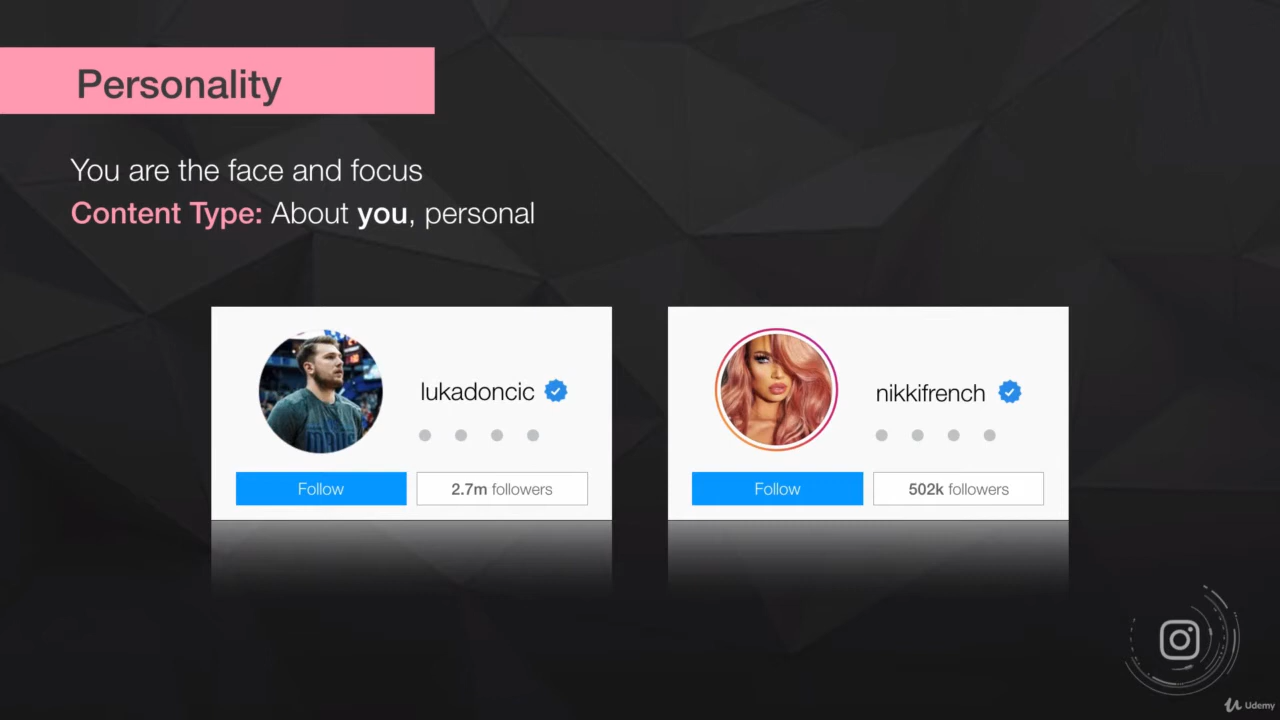 Personality
You are the face and focus
Content Type: About you, personal
lukadoncic
Follow
2.7m followers
nikkifrench
Follow
502k followers
Udemy